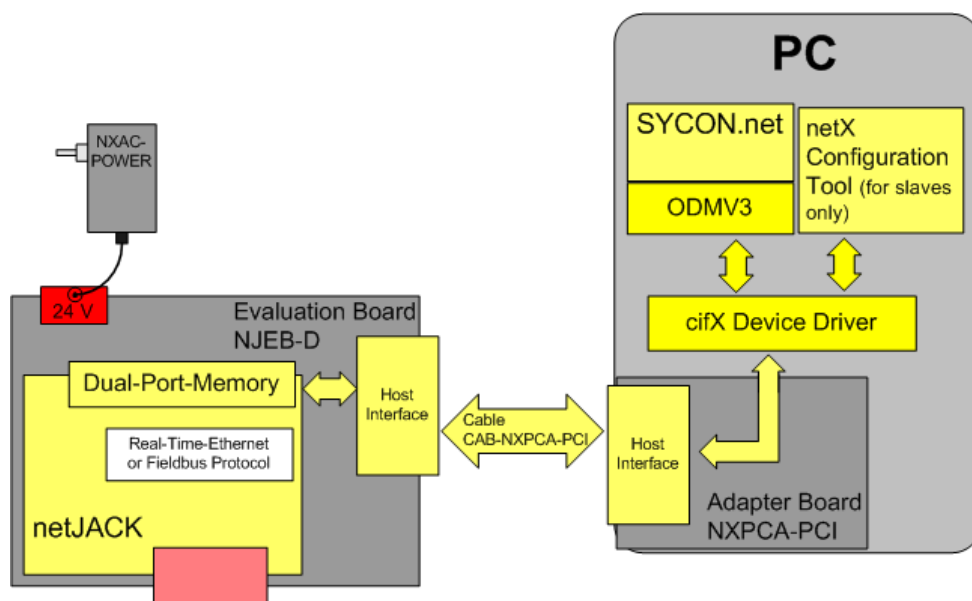 PC
SYCON.net
ODMV3
netX
Configuration
Tool (for slaves
only)
NXAC-
POWER
24 V
Evaluation Board
NJEB-D
cifX Device Driver
Dual-Port-Memory
Host
Interface
Real-Time-Ethernet
or Fieldbus Protocol
netJACK
Cable
CAB-NXPCA-PCI
Host
Interface
Adapter Board
NXPCA-PCI